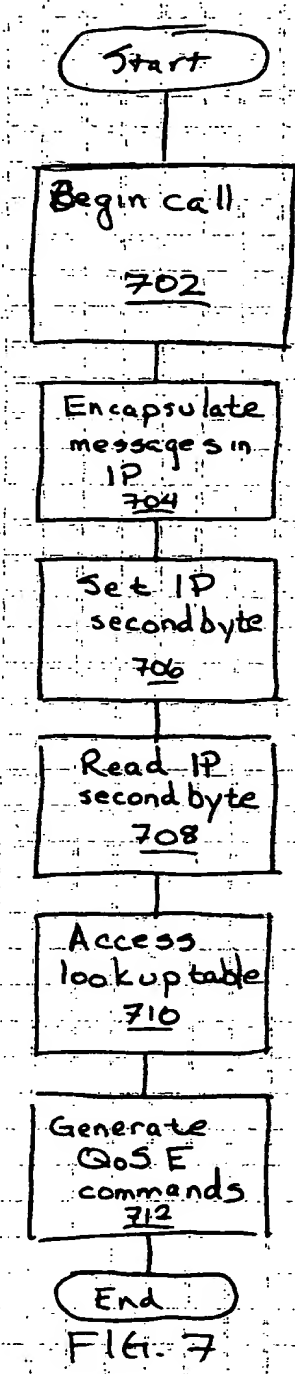 Start
Begin call
702
Encapsulate
messages in
IP
704
Set IP
second byte
706
Read IP
second byte
708
Access
lookup table
710
Generate
QoS E
commands
712
End
FIG. 7